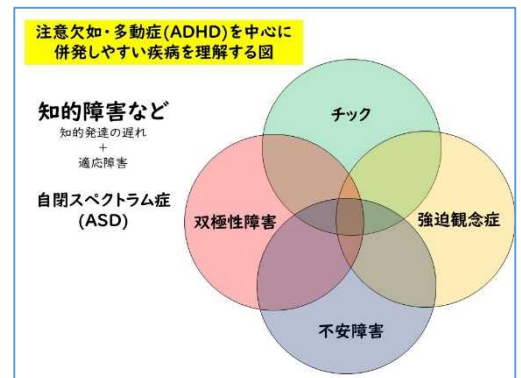 注意欠如・多動症(ADHD)を中心に
併発しやすい疾病を理解する図
知的障害など
知的発達の遅れ
+
適応障害
自閉スペクトラム症
(ASD)
チック
双極性障害
強迫観念症
不安障害